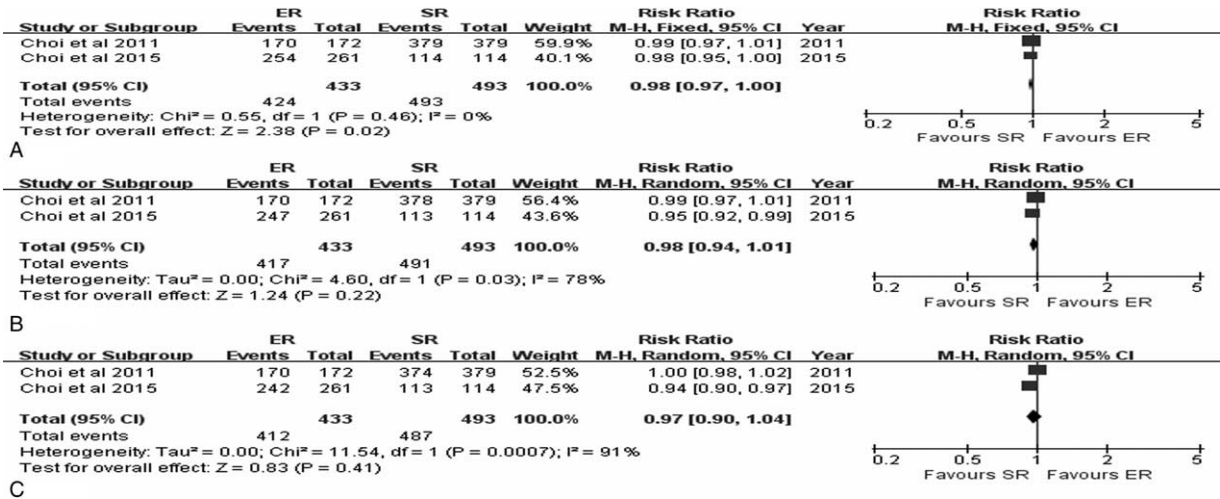 ER SR Risk Ratio Risk Ratio
Study or Subgroup Events Total Events Total Weight M-H, Fixed, 95% CI Year M-H, Fixed, 95% CI
Choi et al 2011 170 172 379 379 59.9% 0.99 [0.97, 1.01] 2011
Choi et al 2015 254 261 114 114 40.1% 0.98 [0.95, 1.00] 2015
Total (95% CI) 433 493 100.0% 0.98 [0.97, 1.00]
Total events 424 493
Heterogeneity: Chi² = 0.55, df = 1 (P = 0.46); I² = 0%
Test for overall effect: Z = 2.38 (P = 0.02)
0.2 0.5 1 2 5
Favours SR Favours ER
A
ER SR Risk Ratio Risk Ratio
Study or Subgroup Events Total Events Total Weight M-H, Random, 95% CI Year M-H, Random, 95% CI
Choi et al 2011 170 172 378 379 56.4% 0.99 [0.97, 1.01] 2011
Choi et al 2015 247 261 113 114 43.6% 0.95 [0.92, 0.99] 2015
Total (95% CI) 433 493 100.0% 0.98 [0.94, 1.01]
Total events 417 491
Heterogeneity: Tau² = 0.00; Chi² = 4.60, df = 1 (P = 0.03); I² = 78%
Test for overall effect: Z = 1.24 (P = 0.22)
0.2 0.5 1 2 5
Favours SR Favours ER
B
ER SR Risk Ratio Risk Ratio
Study or Subgroup Events Total Events Total Weight M-H, Random, 95% CI Year M-H, Random, 95% CI
Choi et al 2011 170 172 374 379 52.5% 1.00 [0.98, 1.02] 2011
Choi et al 2015 242 261 113 114 47.5% 0.94 [0.90, 0.97] 2015
Total (95% CI) 433 493 100.0% 0.97 [0.90, 1.04]
Total events 412 487
Heterogeneity: Tau² = 0.00; Chi² = 11.54, df = 1 (P = 0.0007); I² = 91%
Test for overall effect: Z = 0.83 (P = 0.41)
0.2 0.5 1 2 5
Favours SR Favours ER
C